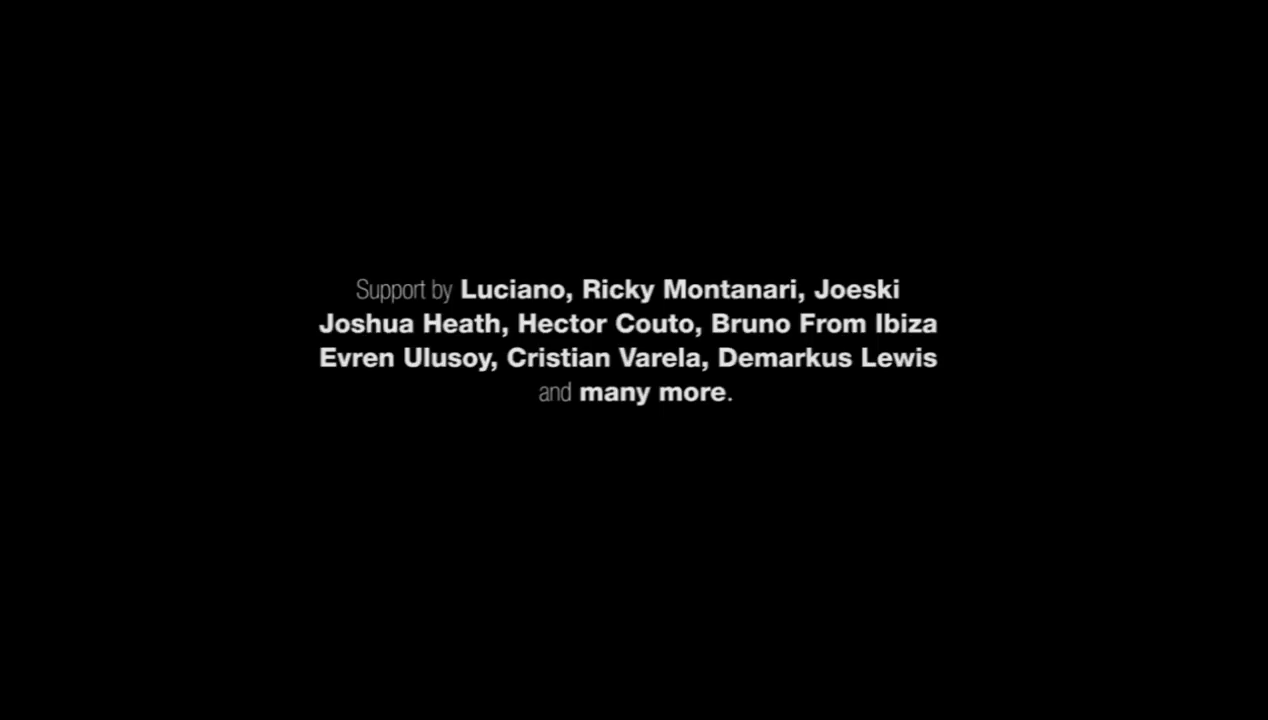 Support by Luciano, Ricky Montanari, Joeski
Joshua Heath, Hector Couto, Bruno From Ibiza
Evren Ulusoy, Cristian Varela, Demarkus Lewis
and many more.